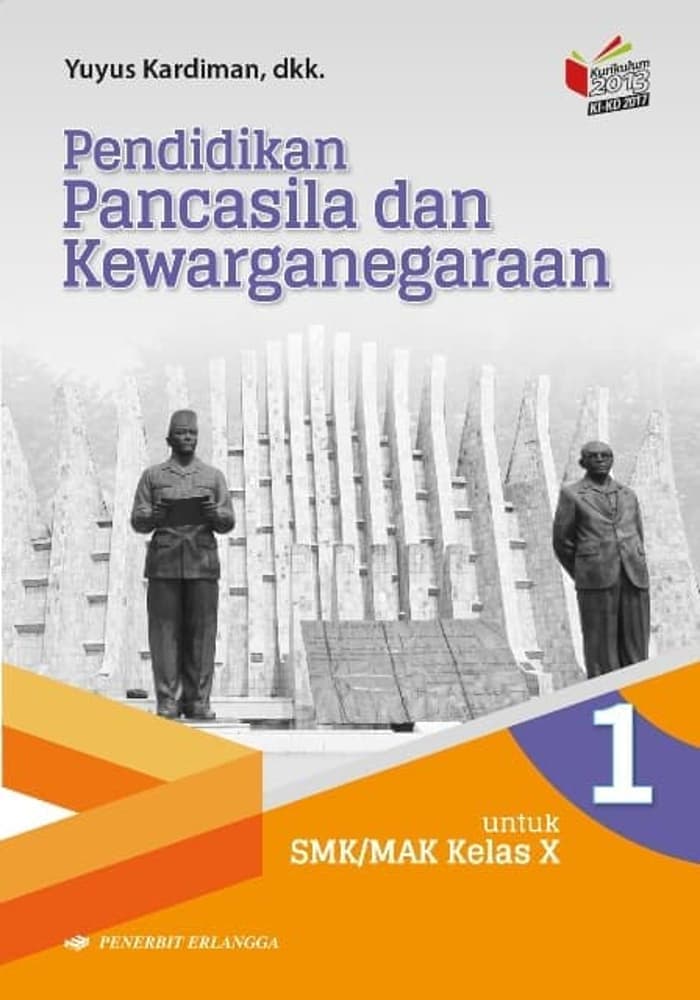 Yuyus Kardiman, dkk.
Kurikulum
2013
KI-KD 2017
Pendidikan
Pancasila dan
Kewarganegaraan
1
untuk
SMK/MAK Kelas X
PENERBIT ERLANGGA